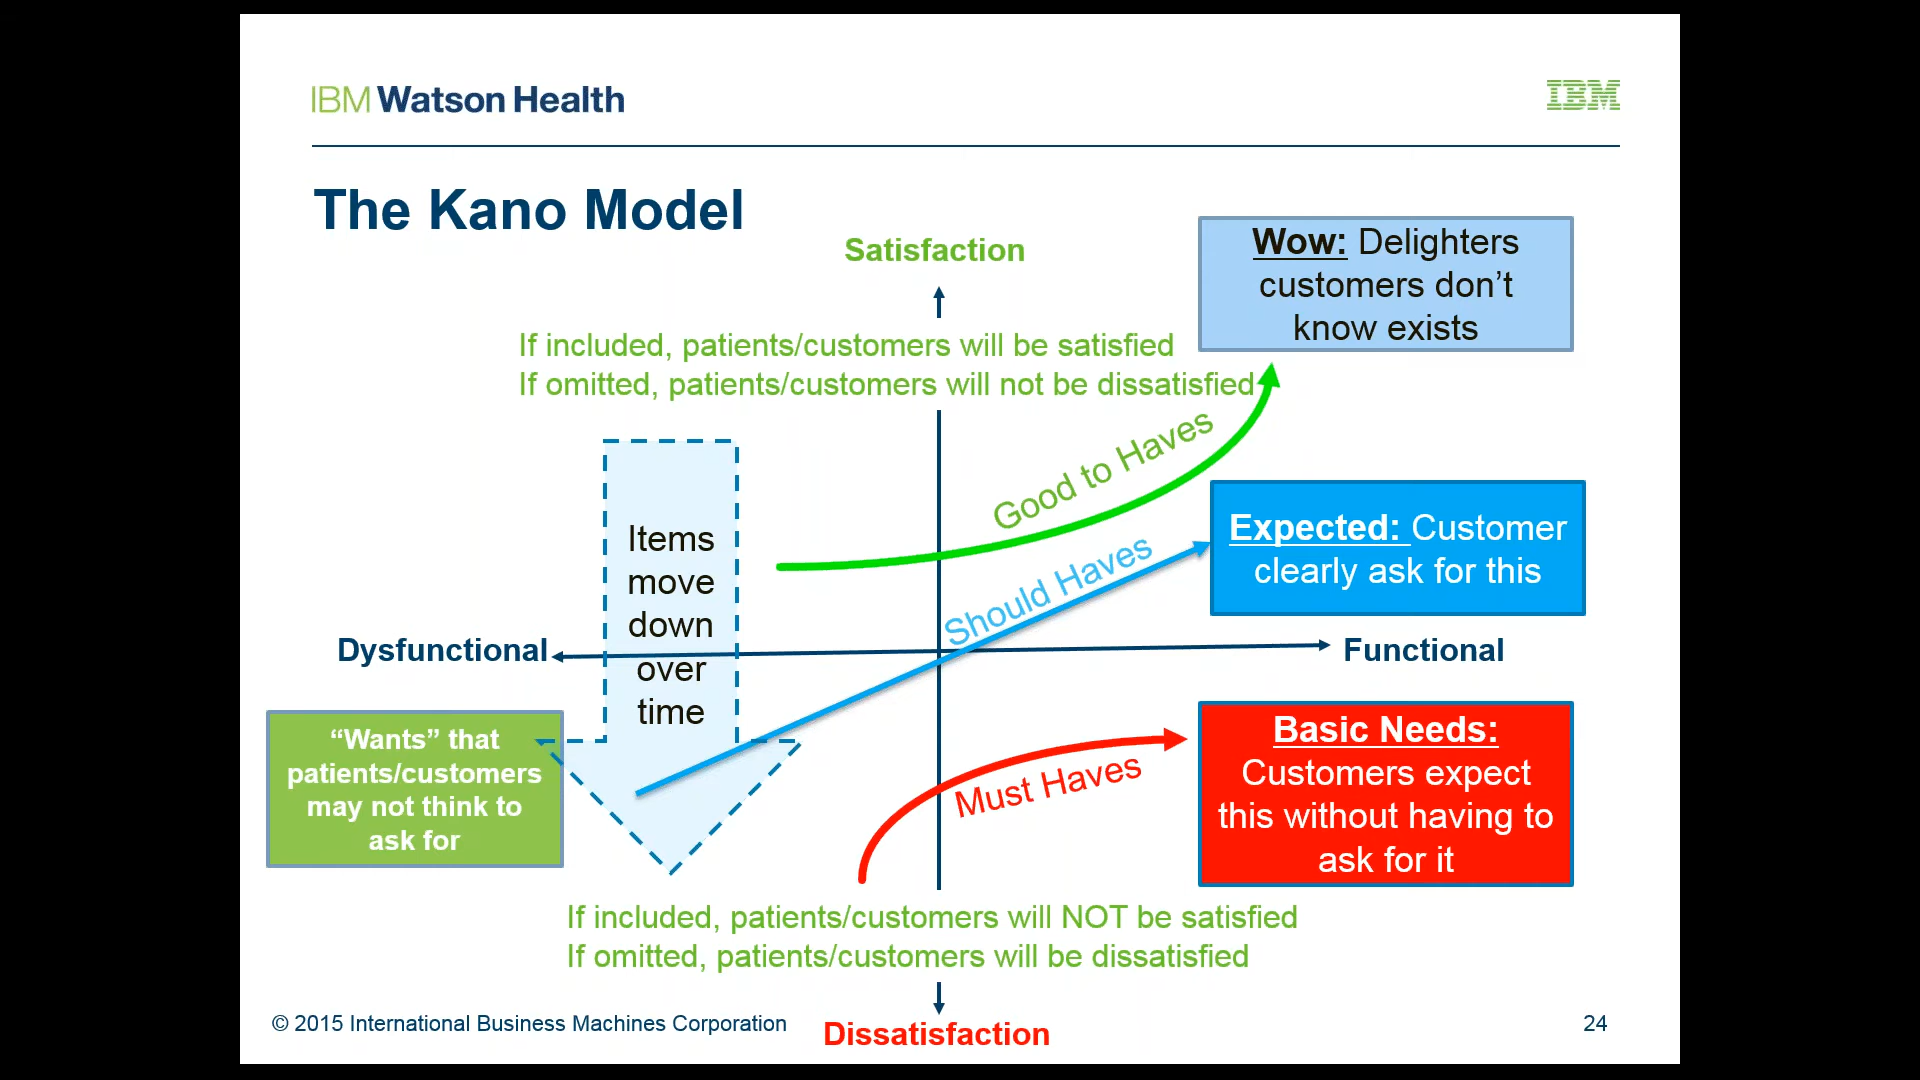 IBM Watson Health
IBM
The Kano Model
Satisfaction
Wow: Delighters
customers don’t
know exists
If included, patients/customers will be satisfied
If omitted, patients/customers will not be dissatisfied
Good to Haves
Items
move
down
over
time
Expected: Customer
clearly ask for this
Should Haves
Dysfunctional
Functional
“Wants” that
patients/customers
may not think to
ask for
Must Haves
Basic Needs:
Customers expect
this without having to
ask for it
If included, patients/customers will NOT be satisfied
If omitted, patients/customers will be dissatisfied
© 2015 International Business Machines Corporation
Dissatisfaction
24